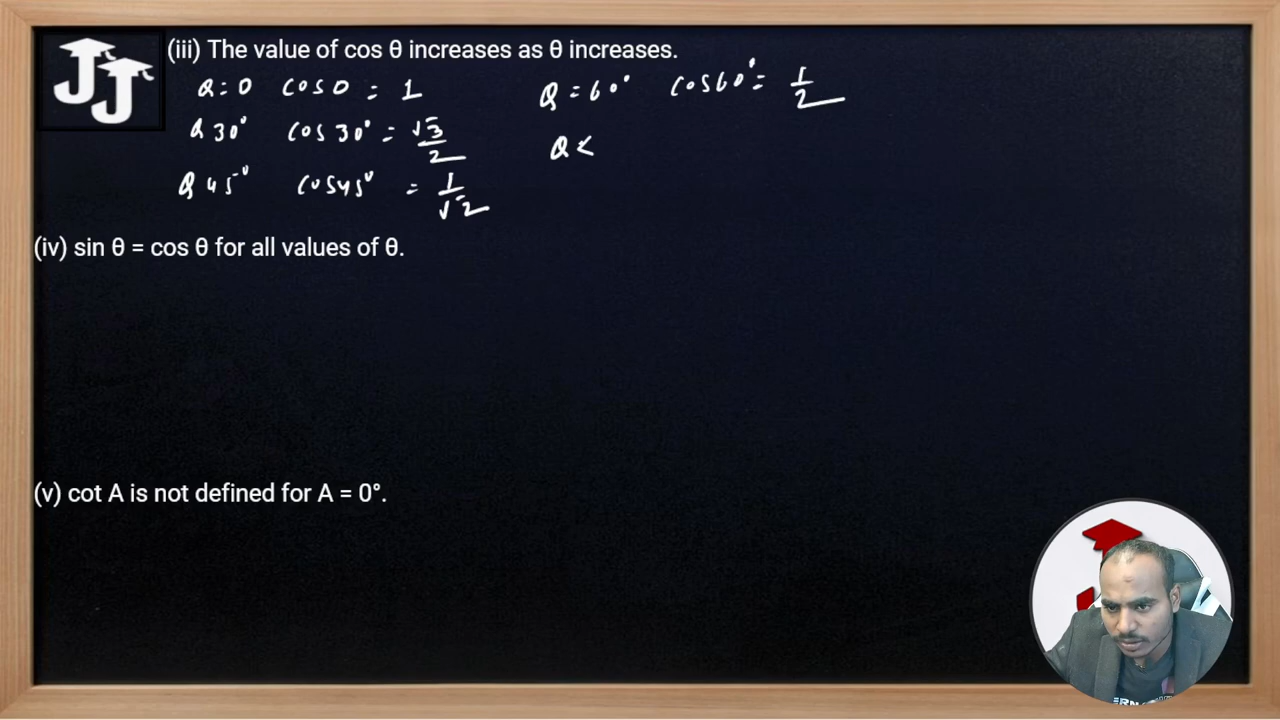 JJ
(iii) The value of cos θ increases as θ increases.
θ = 0 cos 0 = 1
θ 30° cos 30° = √3/2
θ 45° cos 45° = 1/√2
θ = 60° cos 60° = 1/2
θ <
(iv) sin θ = cos θ for all values of θ.
(v) cot A is not defined for A = 0°.